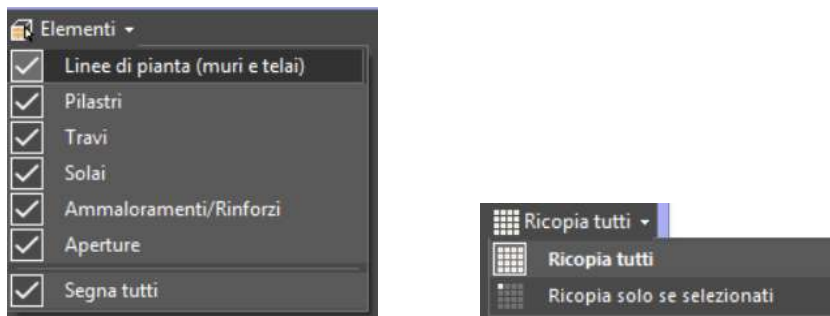 Elementi
Linee di pianta (muri e telai)
Pilastri
Travi
Solai
Ammaloramenti/Rinforzi
Aperture
Segna tutti
Ricopia tutti
Ricopia tutti
Ricopia solo se selezionati